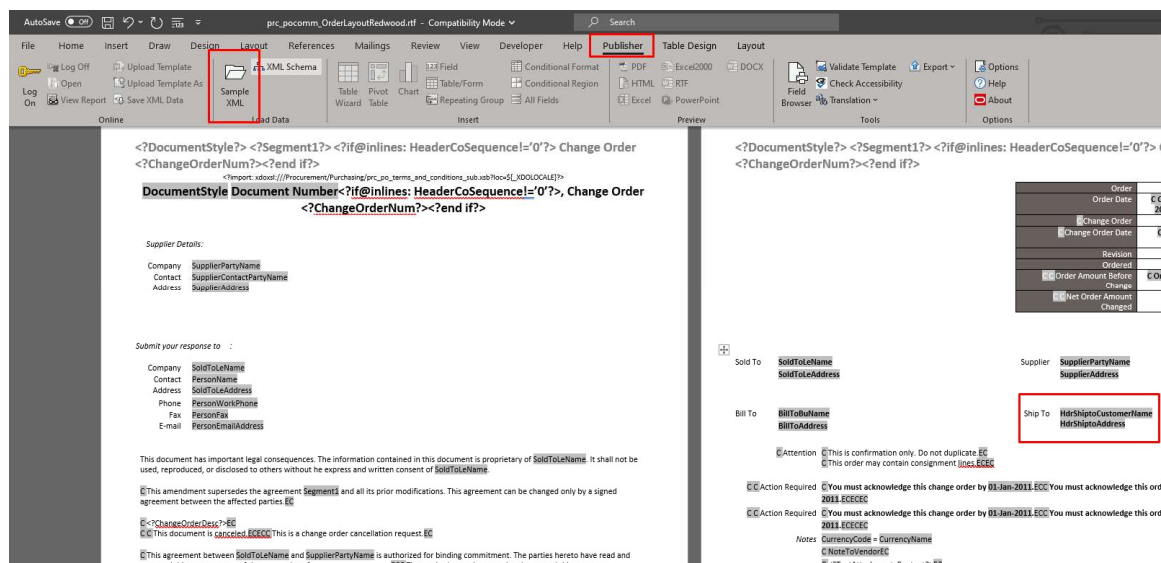 AutoSave Off prc_pocomm_OrderLayoutRedwood.rtf - Compatibility Mode Search
File Home Insert Draw Design Layout References Mailings Review View Developer Help Publisher Table Design Layout
Log On
Log Off
Open
View Report
Upload Template
Upload Template As
Save XML Data
Online
Sample XML
XML Schema
Load Data
Table Wizard
Pivot Table
Chart
Field
Table/Form
Repeating Group
Conditional Format
Conditional Region
All Fields
Insert
PDF
HTML
Excel
Excel2000
RTF
PowerPoint
DOCX
Preview
Field Browser
Validate Template
Check Accessibility
Translation
Export
Tools
Options
Help
About
Options
<?DocumentStyle?> <?Segment1?> <?if@inlines: HeaderCoSequence!='0'?> Change Order
<?ChangeOrderNum?><?end if?>
<?import: xdoxsl:///Procurement/Purchasing/prc_po_terms_and_conditions_sub.xsb?loc=${_XDOLOCALE}?>
DocumentStyle Document Number<?if@inlines: HeaderCoSequence!='0'?>, Change Order
<?ChangeOrderNum?><?end if?>
Supplier Details:
Company SupplierPartyName
Contact SupplierContactPartyName
Address SupplierAddress
Submit your response to :
Company SoldToLeName
Contact PersonName
Address SoldToLeAddress
Phone PersonWorkPhone
Fax PersonFax
E-mail PersonEmailAddress
This document has important legal consequences. The information contained in this document is proprietary of SoldToLeName. It shall not be
used, reproduced, or disclosed to others without he express and written consent of SoldToLeName.
C This amendment supersedes the agreement Segment1 and all its prior modifications. This agreement can be changed only by a signed
agreement between the affected parties.EC
C <?ChangeOrderDesc?>EC
C C This document is canceled.ECECC This is a change order cancellation request.EC
C This agreement between SoldToLeName and SupplierPartyName is authorized for binding commitment. The parties hereto have read and
<?DocumentStyle?> <?Segment1?> <?if@inlines: HeaderCoSequence!='0'?>
<?ChangeOrderNum?><?end if?>
Order
Order Date
C Change Order
C Change Order Date
Revision
Ordered
C C Order Amount Before
Change
C C Net Order Amount
Changed
Sold To SoldToLeName
SoldToLeAddress
Supplier SupplierPartyName
SupplierAddress
Bill To BillToBuName
BillToAddress
Ship To HdrShiptoCustomerName
HdrShiptoAddress
C Attention C This is confirmation only. Do not duplicate.EC
C This order may contain consignment lines.ECEC
C C Action Required C You must acknowledge this change order by 01-Jan-2011.ECC You must acknowledge this ord
2011.ECECEC
C C Action Required C You must acknowledge this change order by 01-Jan-2011.ECC You must acknowledge this ord
2011.ECECEC
Notes CurrencyCode = CurrencyName
C NoteToVendorEC